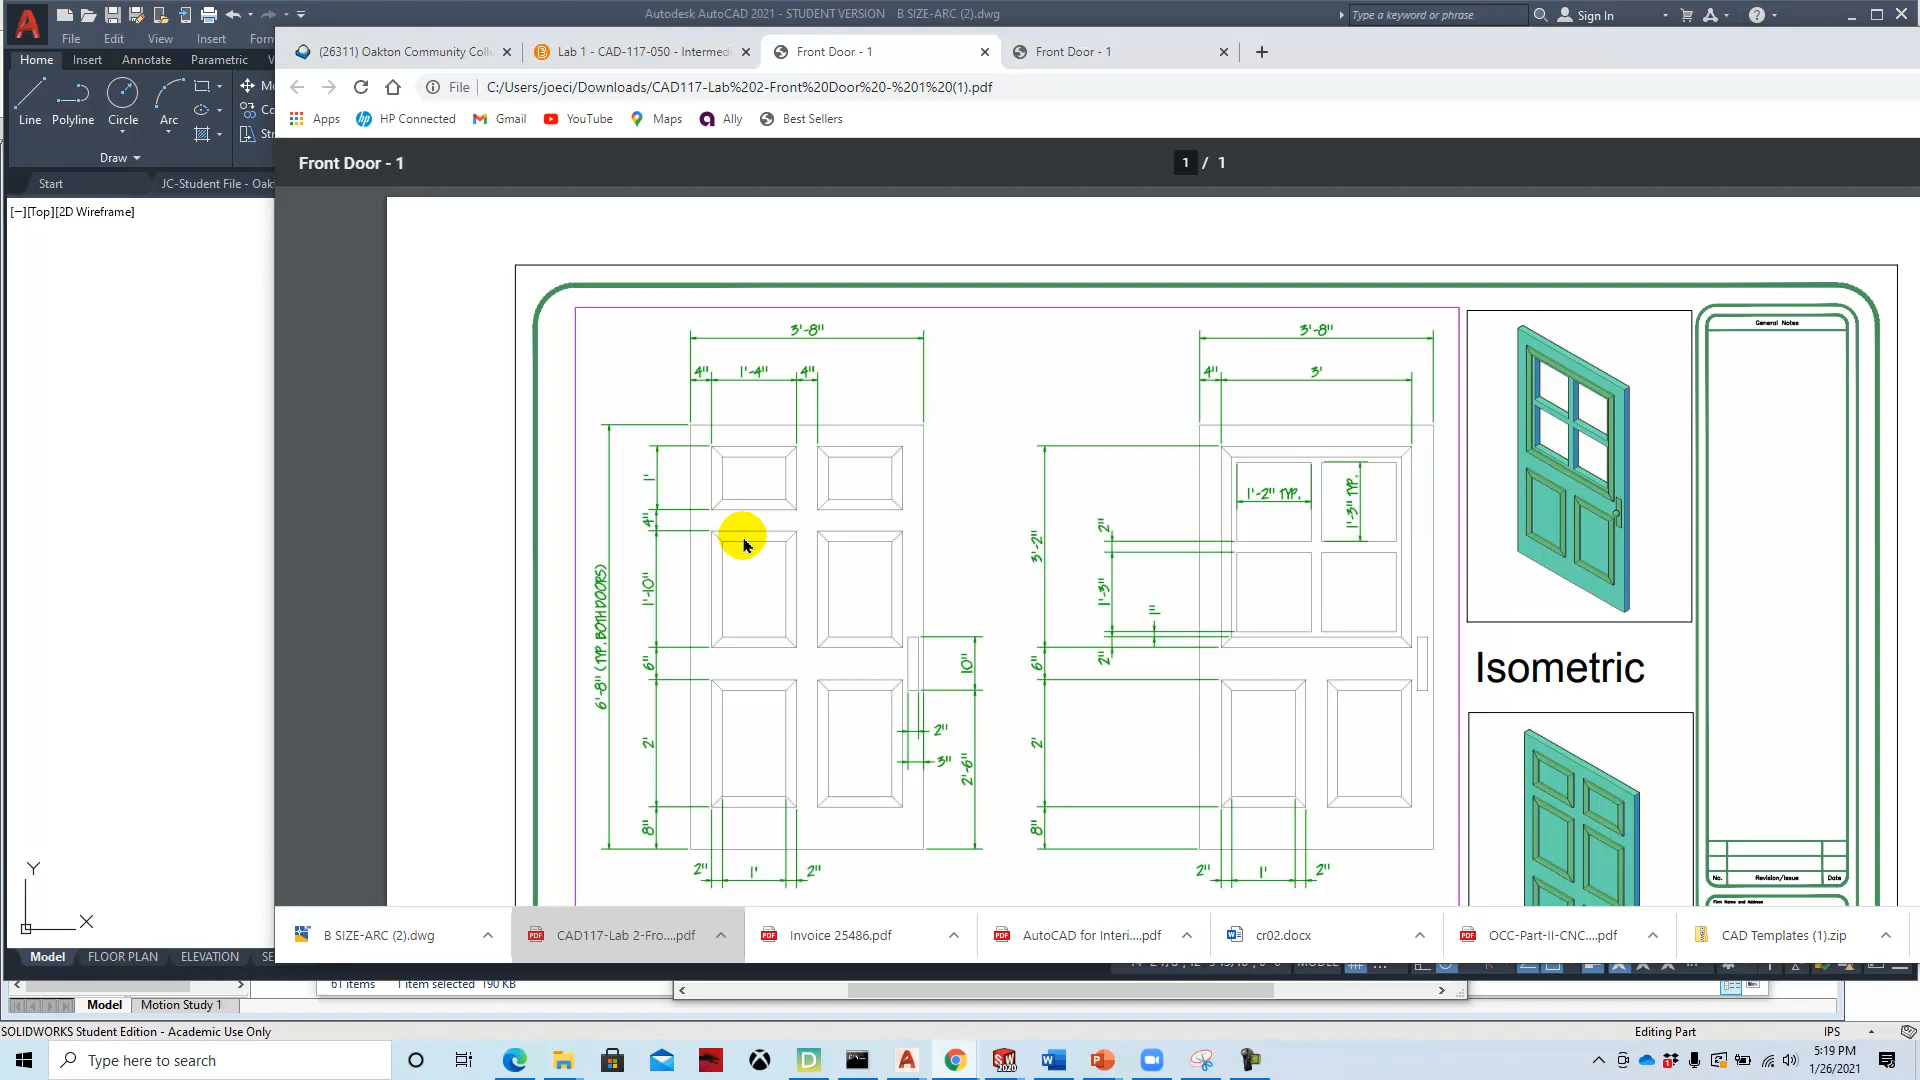 Autodesk AutoCAD 2021 - STUDENT VERSION B SIZE-ARC (2).dwg
Type a keyword or phrase
Sign In
File Edit View Insert
Home Insert Annotate Parametric
Line Polyline Circle Arc
Draw
Start JC-Student File - Oakt
[−][Top][2D Wireframe]
(26311) Oakton Community Coll
Lab 1 - CAD-117-050 - Intermed
Front Door - 1
Front Door - 1
File C:/Users/joeci/Downloads/CAD117-Lab%202-Front%20Door%20-%201%20(1).pdf
Apps HP Connected Gmail YouTube Maps Ally Best Sellers
Front Door - 1
1 / 1
3'-8"
4" 1'-4" 4"
1'
4"
1'-10"
6"
2'
8"
6'-8" (TYP. BOTH DOORS)
10"
2"
3"
2'-6"
2" 1' 2"
3'-8"
4" 3'
1'-2" TYP.
1'-3" TYP.
2"
3'-2"
1'-3"
1"
2"
6"
2'
8"
2" 1' 2"
Isometric
General Notes
No. Revision/Issue Date
Firm Name and Address
Y
X
B SIZE-ARC (2).dwg
CAD117-Lab 2-Fro....pdf
Invoice 25486.pdf
AutoCAD for Interi....pdf
cr02.docx
OCC-Part-II-CNC....pdf
CAD Templates (1).zip
Model FLOOR PLAN ELEVATION
MODEL
61 items 1 item selected 190 KB
Model Motion Study 1
SOLIDWORKS Student Edition - Academic Use Only
Editing Part IPS
Type here to search
5:19 PM
1/26/2021